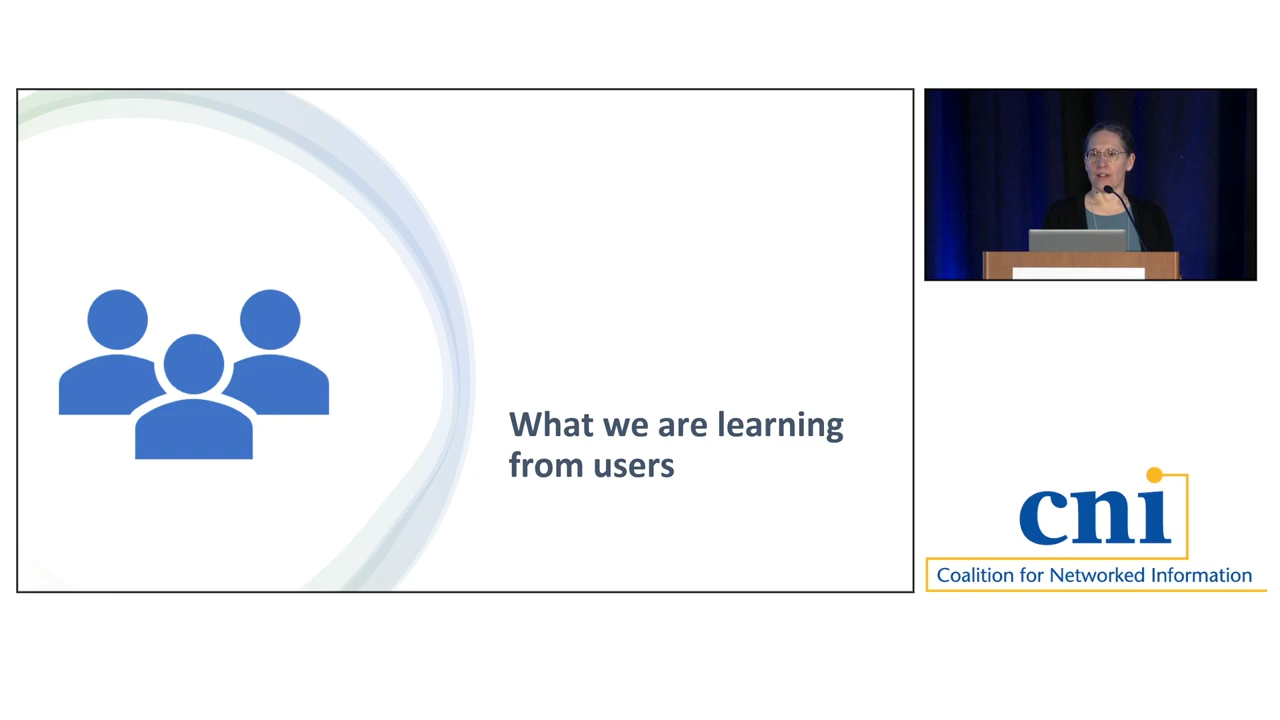 What we are learning
from users
cni
Coalition for Networked Information